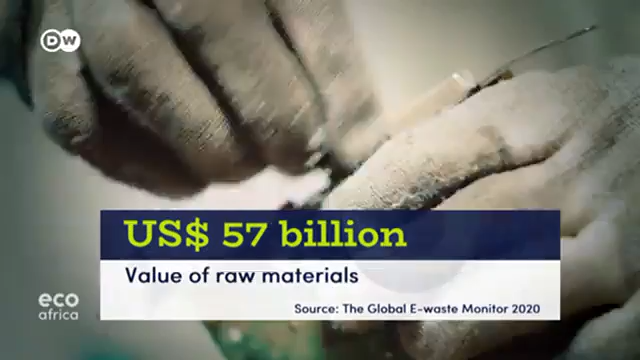 DW
US$ 57 billion
Value of raw materials
Source: The Global E-waste Monitor 2020
eco
africa